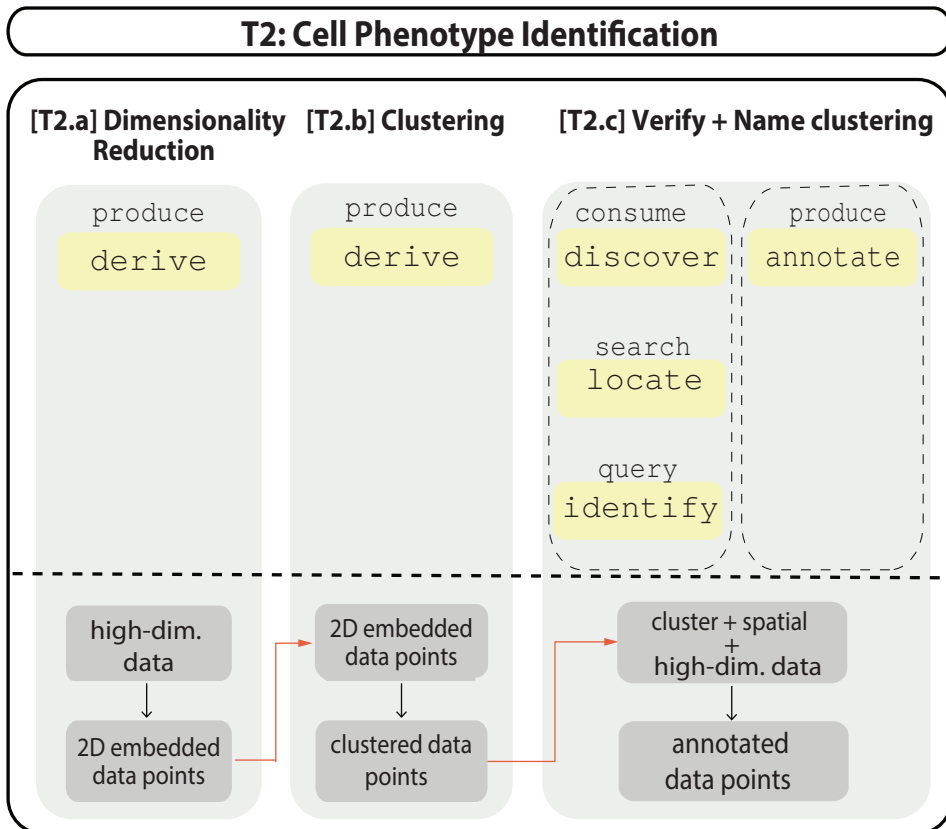 T2: Cell Phenotype Identification
[T2.a] Dimensionality
Reduction
[T2.b] Clustering
[T2.c] Verify + Name clustering
produce
derive
produce
derive
consume
discover
search
locate
query
identify
produce
annotate
high-dim.
data
2D embedded
data points
2D embedded
data points
clustered data
points
cluster + spatial
+
high-dim. data
annotated
data points